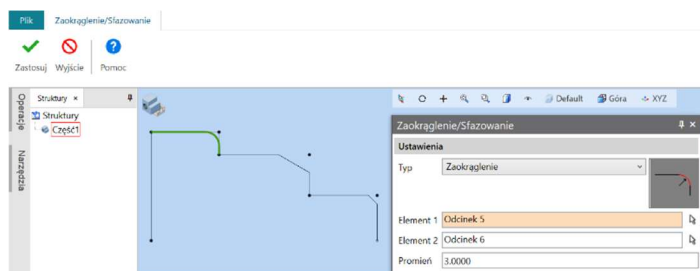 Plik Zaokrąglenie/Sfazowanie
Zastosuj Wyjście Pomoc
Operacje
Narzędzia
Struktury ×
Struktury
Część1
Default Góra XYZ
Zaokrąglenie/Sfazowanie
Ustawienia
Typ Zaokrąglenie
Element 1 Odcinek 5
Element 2 Odcinek 6
Promień 3.0000